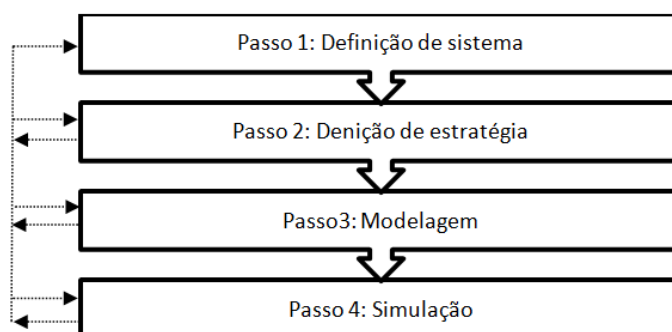 Passo 1: Definição de sistema
Passo 2: Denição de estratégia
Passo3: Modelagem
Passo 4: Simulação